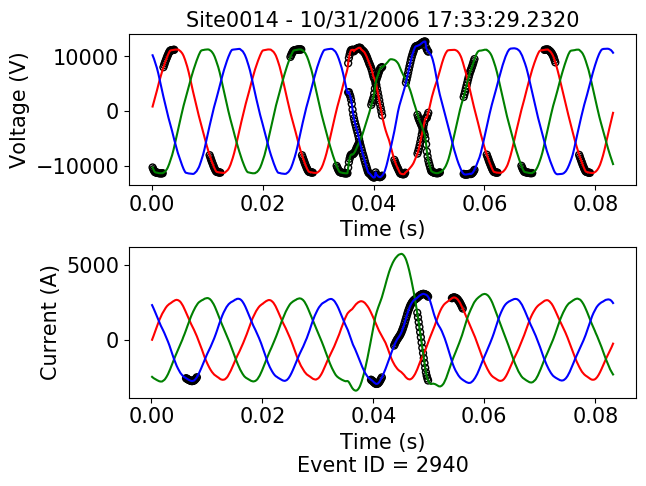 Site0014 - 10/31/2006 17:33:29.2320
Voltage (V)
10000
0
−10000
0.00 0.02 0.04 0.06 0.08
Time (s)
Current (A)
5000
0
0.00 0.02 0.04 0.06 0.08
Time (s)
Event ID = 2940